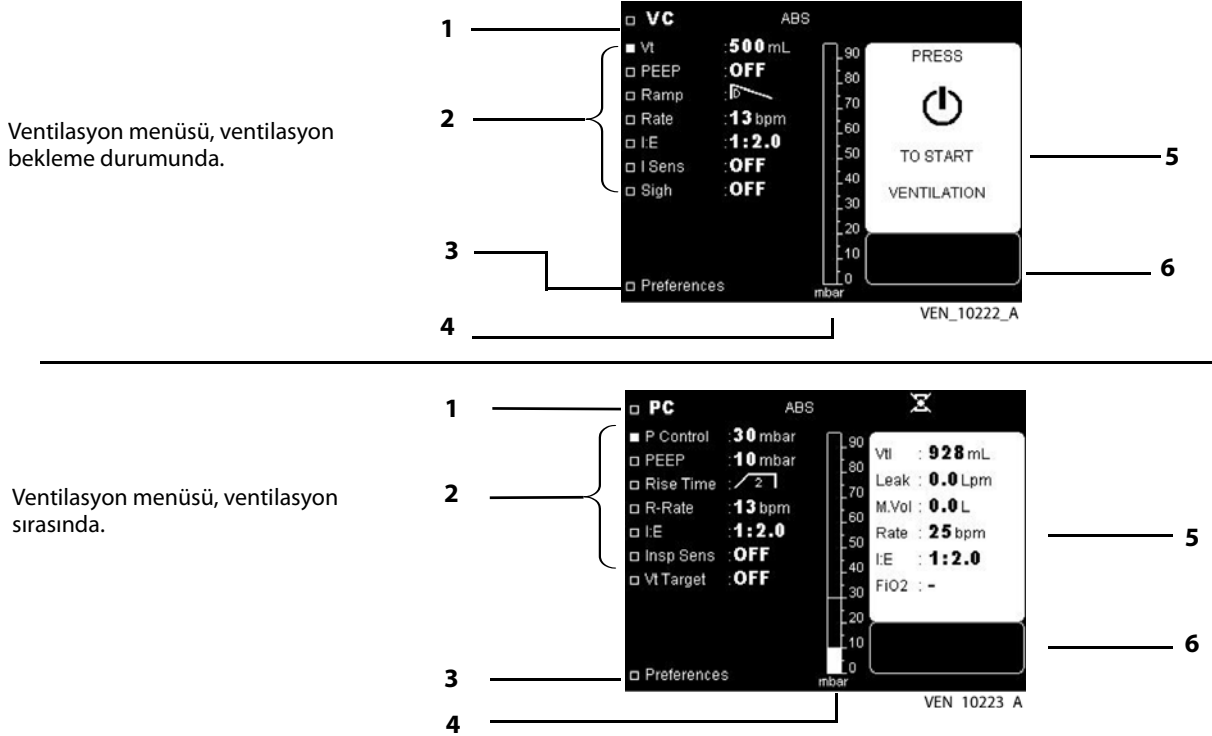 1
VC ABS
2
Vt :500 mL
PEEP :OFF
Ramp : D
Rate :13 bpm
I:E :1:2.0
I Sens :OFF
Sigh :OFF
3
Preferences
4
90
80
70
60
50
40
30
20
10
0
mbar
PRESS
TO START
VENTILATION
5
6
VEN_10222_A
Ventilasyon menüsü, ventilasyon
bekleme durumunda.
1
PC ABS
2
P Control :30 mbar
PEEP :10 mbar
Rise Time : 2
R-Rate :13 bpm
I:E :1:2.0
Insp Sens :OFF
Vt Target :OFF
3
Preferences
4
90
80
70
60
50
40
30
20
10
0
mbar
VtI : 928 mL
Leak : 0.0 Lpm
M.Vol : 0.0 L
Rate : 25 bpm
I:E : 1:2.0
FiO2 : -
5
6
VEN 10223 A
Ventilasyon menüsü, ventilasyon
sırasında.